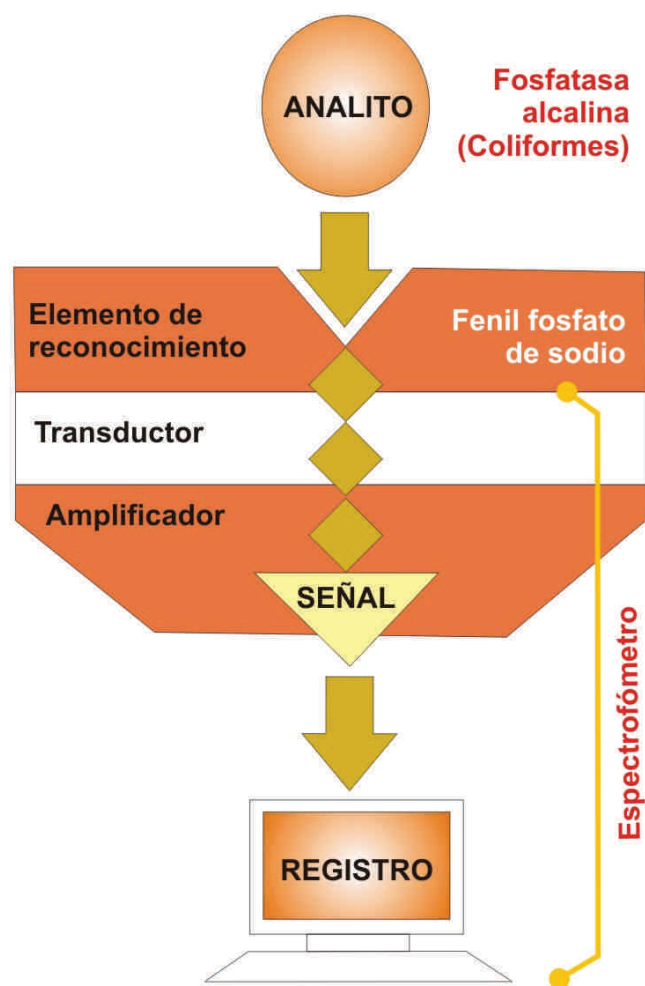 ANALITO
Fosfatasa
alcalina
(Coliformes)
Elemento de
reconocimiento
Fenil fosfato
de sodio
Transductor
Amplificador
SEÑAL
Espectrofómetro
REGISTRO